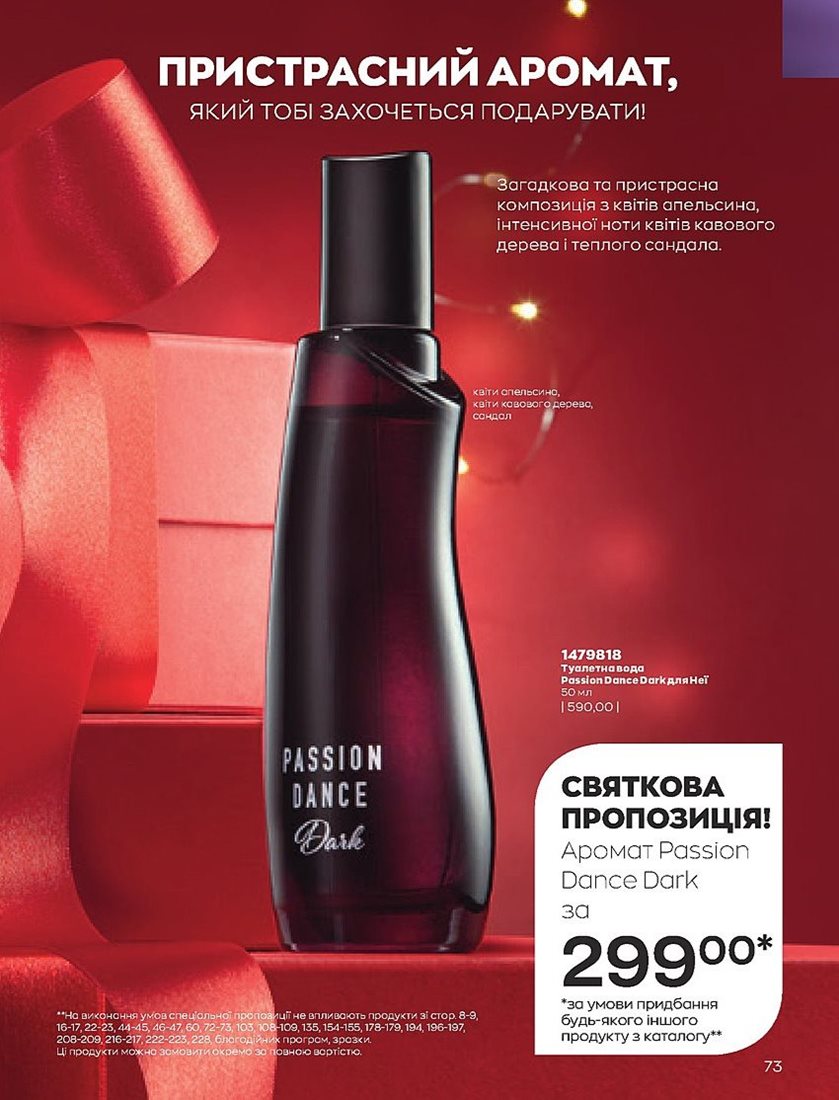 ПРИСТРАСНИЙ АРОМАТ,
ЯКИЙ ТОБІ ЗАХОЧЕТЬСЯ ПОДАРУВАТИ!
Загадкова та пристрасна
композиція з квітів апельсина,
інтенсивної ноти квітів кавового
дерева і теплого сандала.
квіти апельсина,
квіти кавового дерева,
сандал
1479818
Туалетна вода
Passion Dance Dark для Неї
50 мл
| 590,00 |
PASSION
DANCE
Dark
СВЯТКОВА
ПРОПОЗИЦІЯ!
Аромат Passion
Dance Dark
за
299⁰⁰*
*за умови придбання
будь-якого іншого
продукту з каталогу**
**На виконання умов спеціальної пропозиції не впливають продукти зі стор. 8-9,
16-17, 22-23, 44-45, 46-47, 60, 72-73, 103, 108-109, 135, 154-155, 178-179, 194, 196-197,
208-209, 216-217, 222-223, 228, благодійних програм, зразки.
Ці продукти можно замовити окремо за повною вартістю.
73